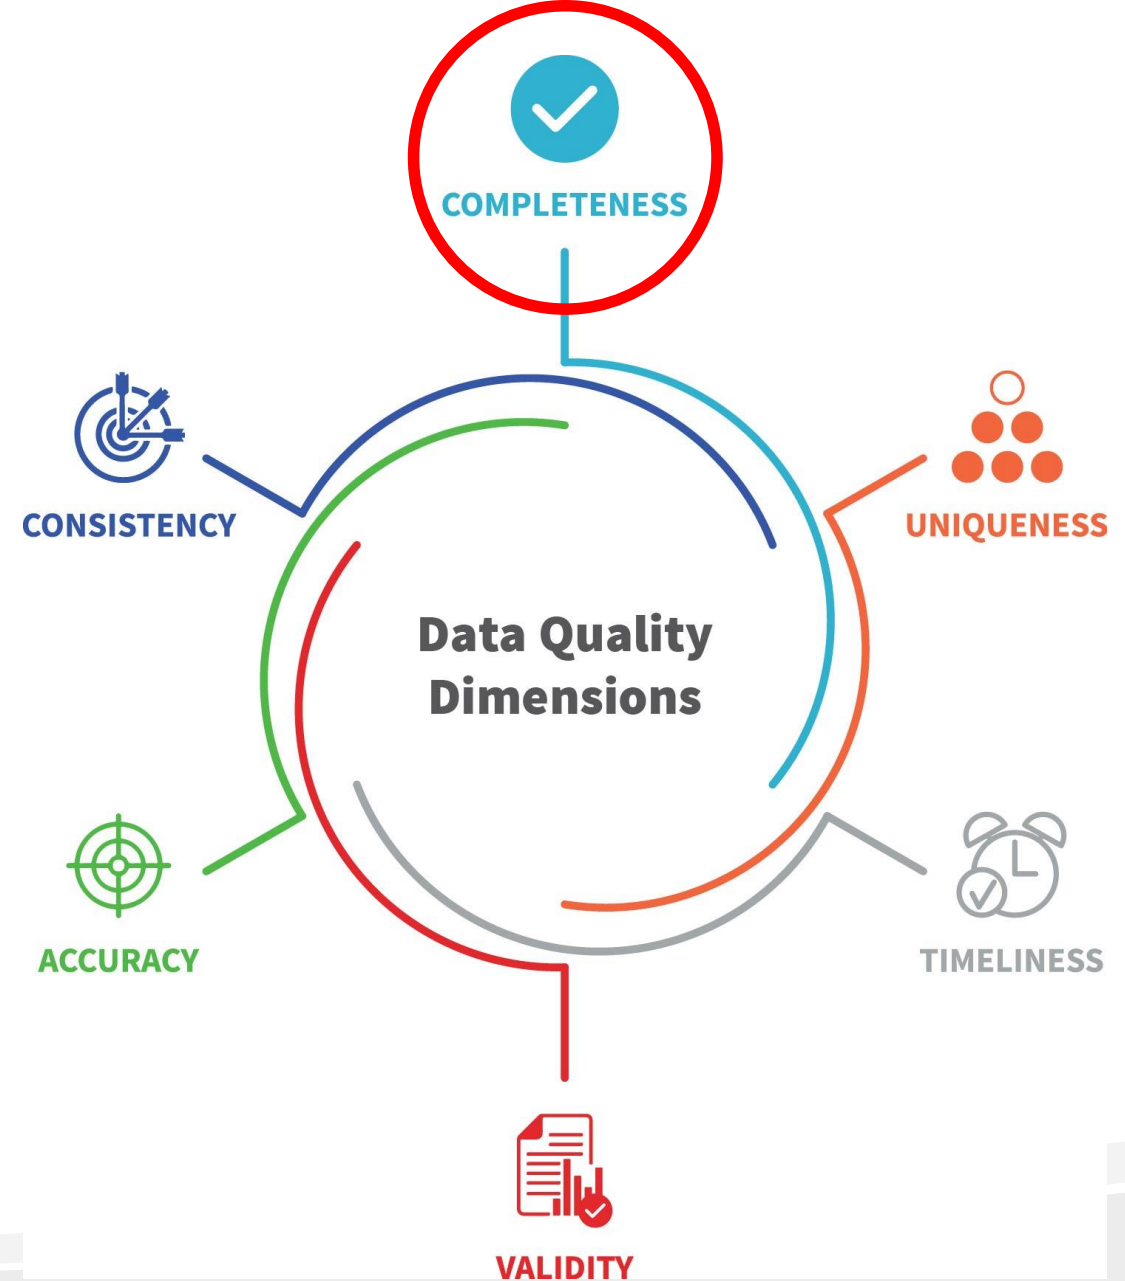 COMPLETENESS
CONSISTENCY
UNIQUENESS
Data Quality
Dimensions
ACCURACY
TIMELINESS
VALIDITY